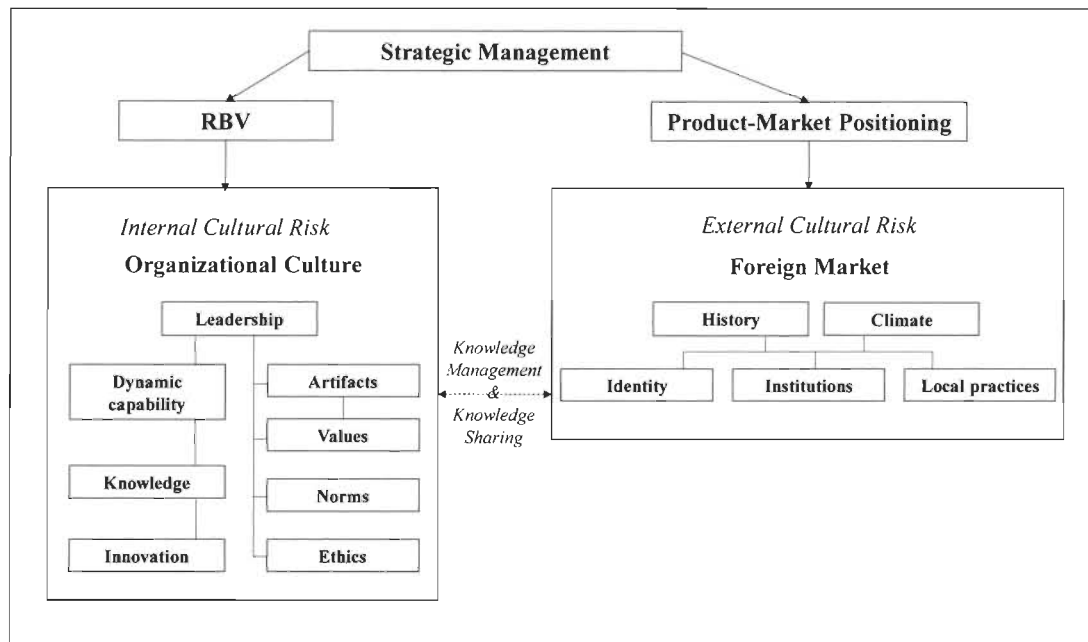 Strategic Management
RBV
Product-Market Positioning
Internal Cultural Risk
Organizational Culture
Leadership
Dynamic
capability
Knowledge
Innovation
Artifacts
Values
Norms
Ethics
Knowledge
Management
&
Knowledge
Sharing
External Cultural Risk
Foreign Market
History
Climate
Identity
Institutions
Local practices